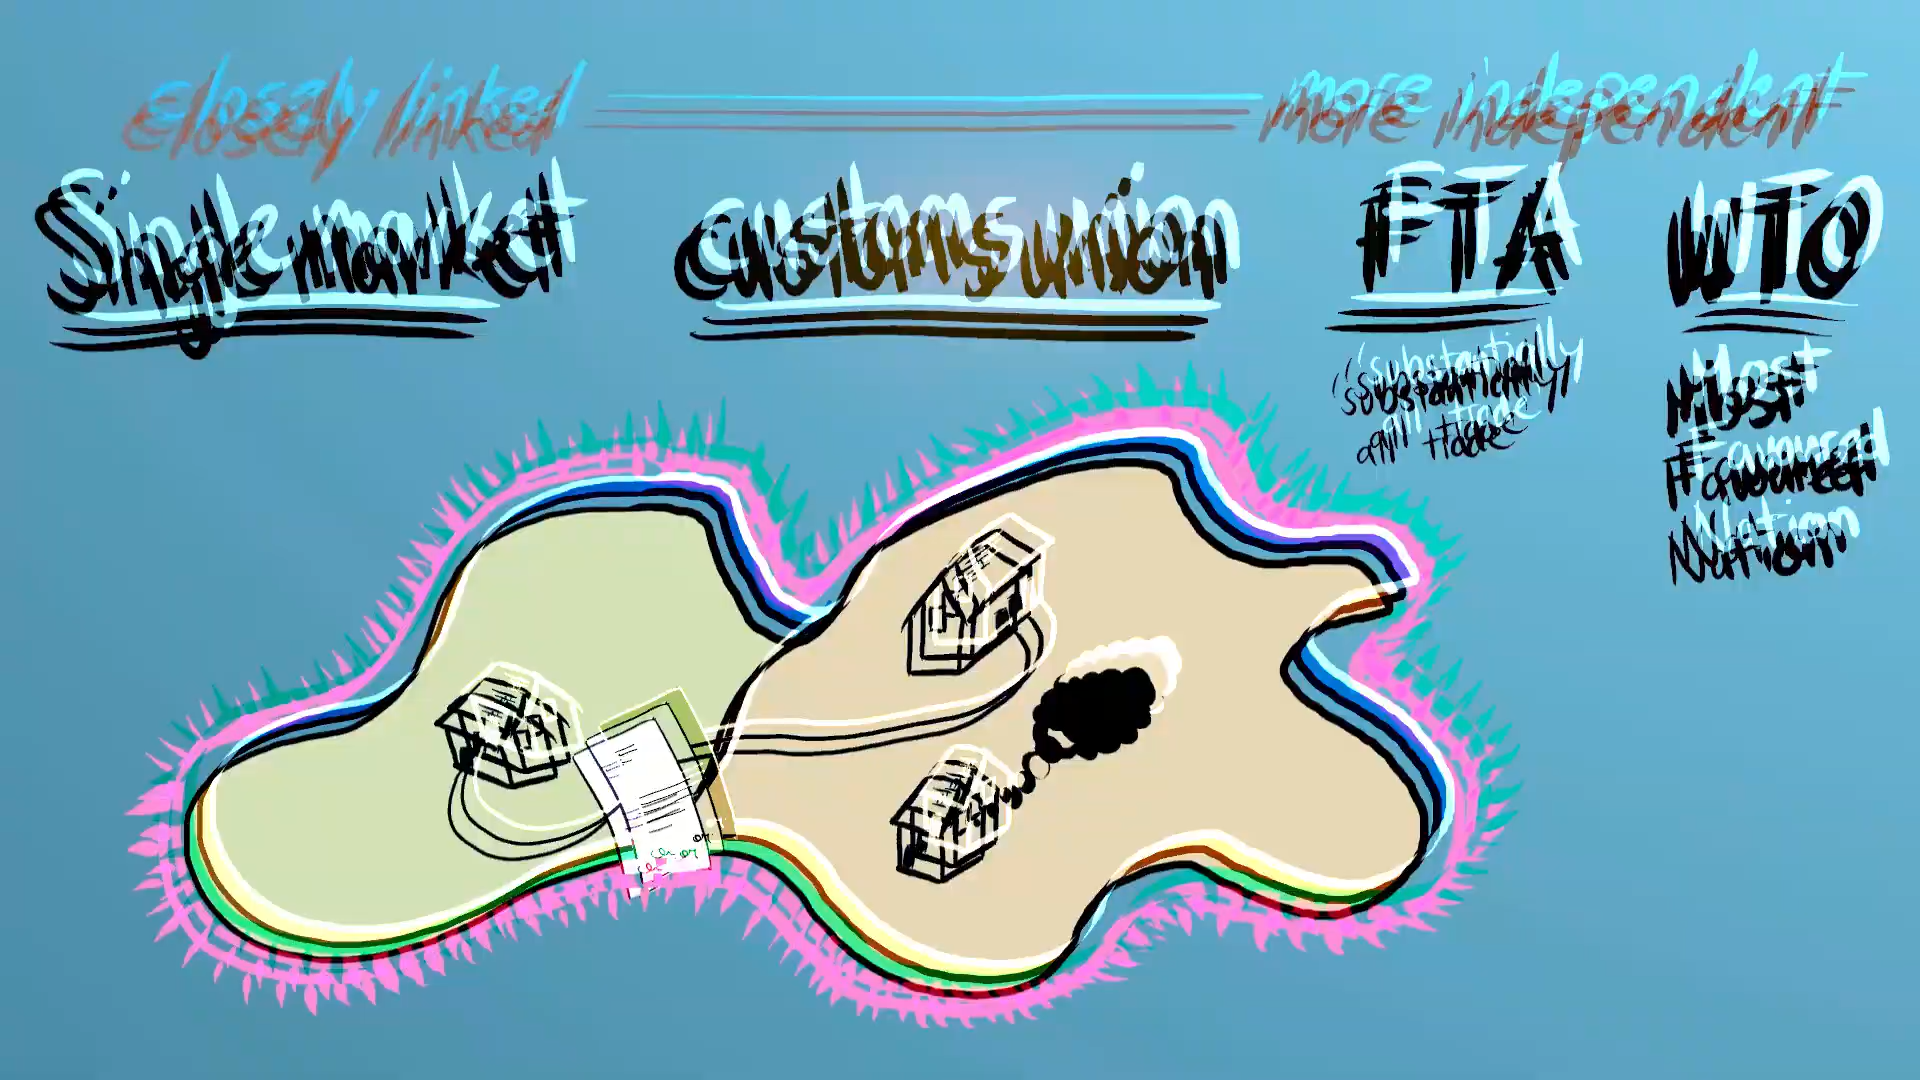 closely linked more independent
Single market customs union FTA WTO
"substantially
all trade
Most
Favoured
Nation